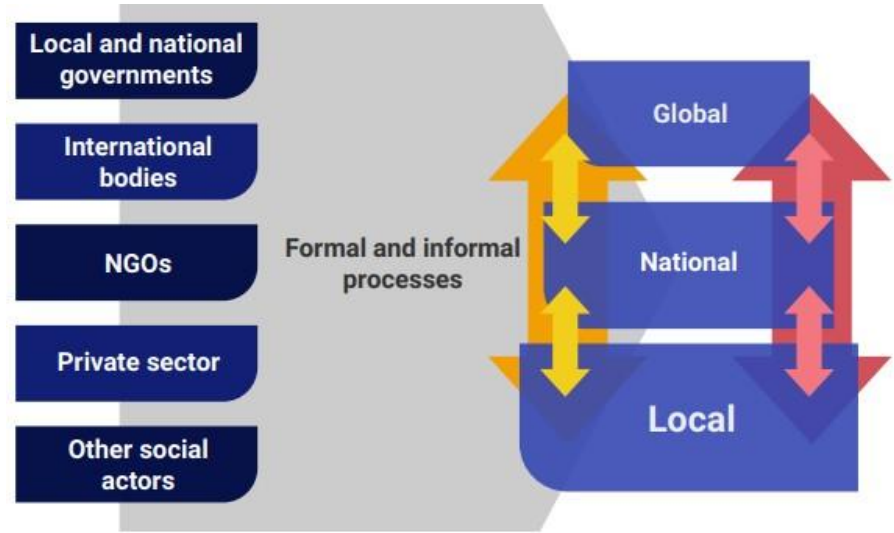 Local and national
governments
International
bodies
NGOs
Private sector
Other social
actors
Formal and informal
processes
Global
National
Local